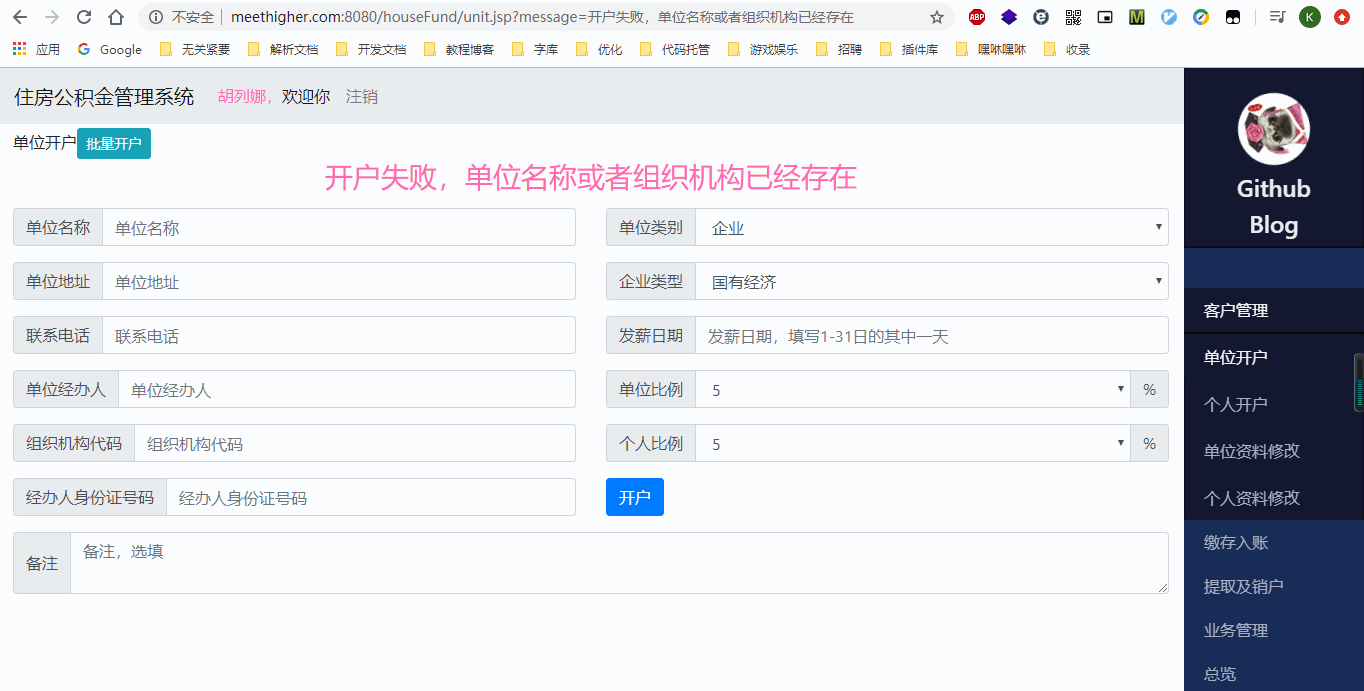 不安全 | meethigher.com:8080/houseFund/unit.jsp?message=开户失败，单位名称或者组织机构已经存在
ABP
M
K
应用 Google 无关紧要 解析文档 开发文档 教程博客 字库 优化 代码托管 游戏娱乐 招聘 插件库 嘿咻嘿咻 收录
住房公积金管理系统 胡列娜，欢迎你 注销
单位开户 批量开户
开户失败，单位名称或者组织机构已经存在
单位名称 单位名称 单位类别 企业
单位地址 单位地址 企业类型 国有经济
联系电话 联系电话 发薪日期 发薪日期，填写1-31日的其中一天
单位经办人 单位经办人 单位比例 5 %
组织机构代码 组织机构代码 个人比例 5 %
经办人身份证号码 经办人身份证号码 开户
备注 备注，选填
Github
Blog
客户管理
单位开户
个人开户
单位资料修改
个人资料修改
缴存入账
提取及销户
业务管理
总览